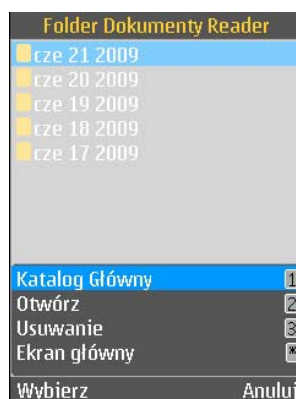 Folder Dokumenty Reader
cze 21 2009
cze 20 2009
cze 19 2009
cze 18 2009
cze 17 2009
Katalog Główny 1
Otwórz 2
Usuwanie 3
Ekran główny *
Wybierz Anuluj